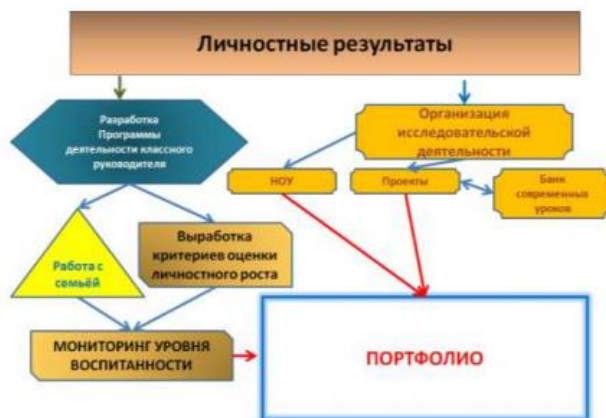 Личностные результаты
Разработка
Программы
деятельности классного
руководителя
Организация
исследовательской
деятельности
НОУ
Проекты
Банк
современных
уроков
Выработка
критериев оценки
личностного роста
Работа с
семьёй
МОНИТОРИНГ УРОВНЯ
ВОСПИТАННОСТИ
ПОРТФОЛИО